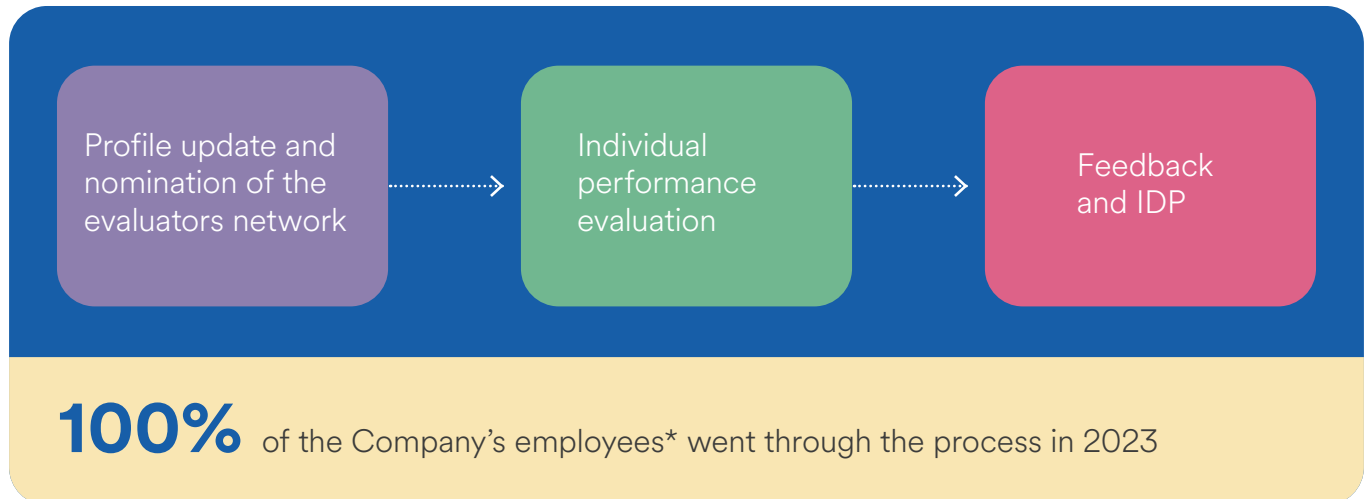 Profile update and
nomination of the
evaluators network
Individual
performance
evaluation
Feedback
and IDP
100% of the Company’s employees* went through the process in 2023